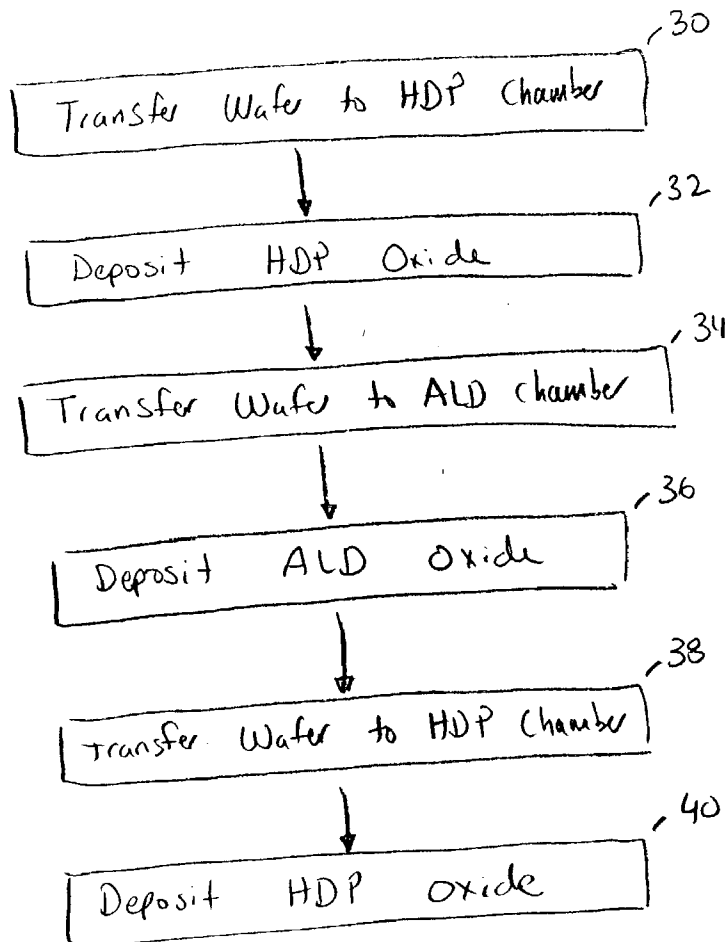 30
Transfer Wafer to HDP Chamber
32
Deposit HDP Oxide
34
Transfer Wafer to ALD Chamber
36
Deposit ALD Oxide
38
Transfer Wafer to HDP Chamber
40
Deposit HDP Oxide